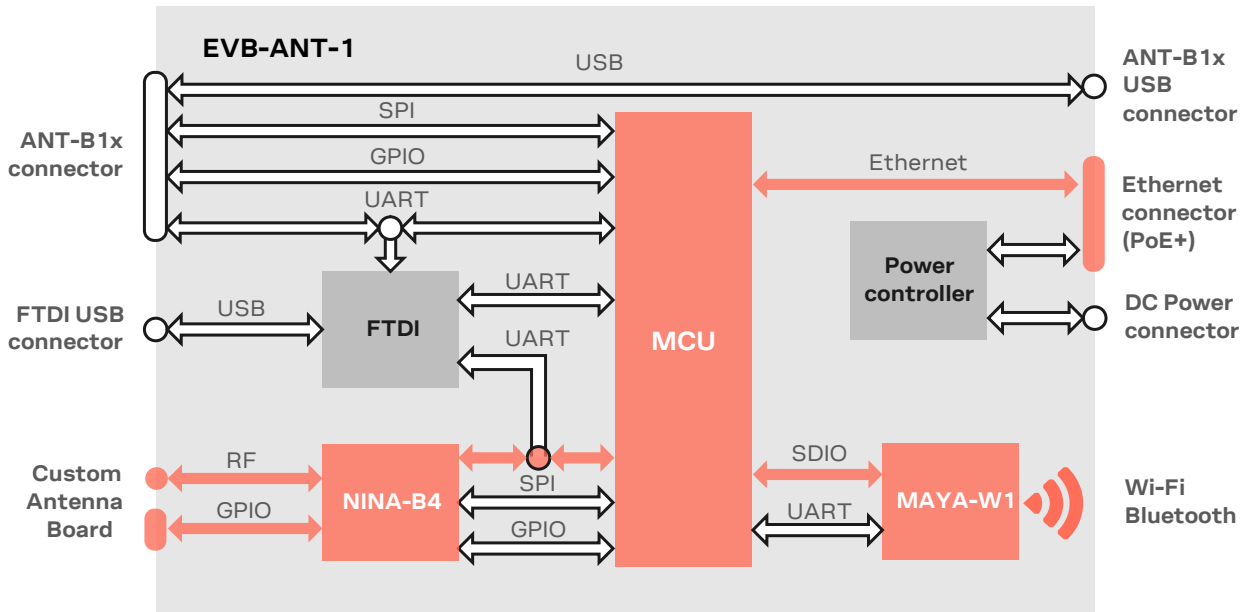 EVB-ANT-1
USB
ANT-B1x
USB
connector
SPI
ANT-B1x
connector
GPIO
Ethernet
UART
Ethernet
connector
(PoE+)
Power
controller
FTDI USB
connector
USB
FTDI
UART
UART
MCU
DC Power
connector
Custom
Antenna
Board
RF
GPIO
NINA-B4
SPI
GPIO
SDIO
UART
MAYA-W1
Wi-Fi
Bluetooth